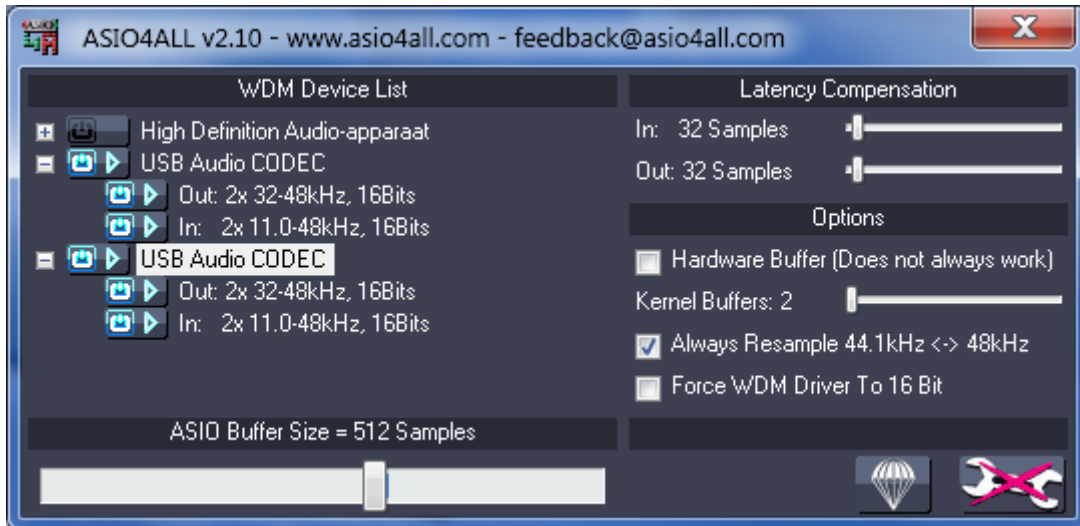 ASIO4ALL v2.10 - www.asio4all.com - feedback@asio4all.com
WDM Device List
High Definition Audio-apparaat
USB Audio CODEC
Out: 2x 32-48kHz, 16Bits
In: 2x 11.0-48kHz, 16Bits
USB Audio CODEC
Out: 2x 32-48kHz, 16Bits
In: 2x 11.0-48kHz, 16Bits
ASIO Buffer Size = 512 Samples
Latency Compensation
In: 32 Samples
Out: 32 Samples
Options
Hardware Buffer (Does not always work)
Kernel Buffers: 2
Always Resample 44.1kHz <-> 48kHz
Force WDM Driver To 16 Bit